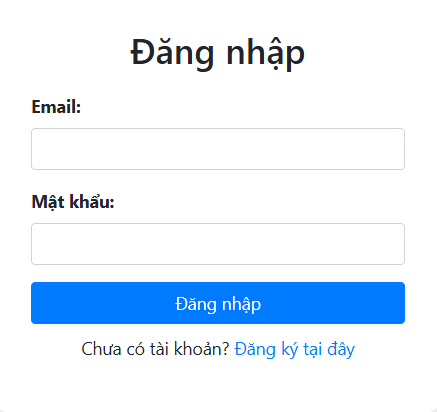 Đăng nhập
Email:
Mật khẩu:
Đăng nhập
Chưa có tài khoản? Đăng ký tại đây